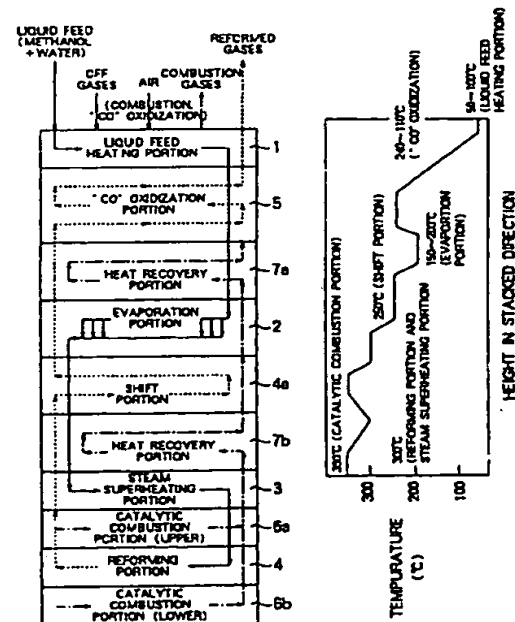 LIQUID FEED
(METHANOL
+WATER)
REFORMED
GASES
OFF
GASES
AIR
COMBUSTION
GASES
(COMBUSTION,
"CO" OXIDIZATION)
LIQUID FEED
HEATING PORTION
1
"CO" OXIDIZATION
PORTION
5
HEAT RECOVERY
PORTION
7a
EVAPORATION
PORTION
2
SHIFT
PORTION
4a
HEAT RECOVERY
PORTION
7b
STEAM
SUPERHEATING
PORTION
3
CATALYTIC
COMBUSTION
PORTION (UPPER)
6a
REFORMING
PORTION
4
CATALYTIC
COMBUSTION
PORTION (LOWER)
6b
50~100°C
(LIQUID FEED
HEATING PORTION)
240~110°C
("CO" OXIDIZATION)
150~200°C
(EVAPORTION
PORTION)
250°C (SHIFT PORTION)
300°C
(REFORMING PORTION AND
STEAM SUPERHEATING PORTION
(CATALYTIC COMBUSTION PORTION)
HEIGHT IN STACKED DIRECTION
300
200
100
TEMPURATURE
(°C)